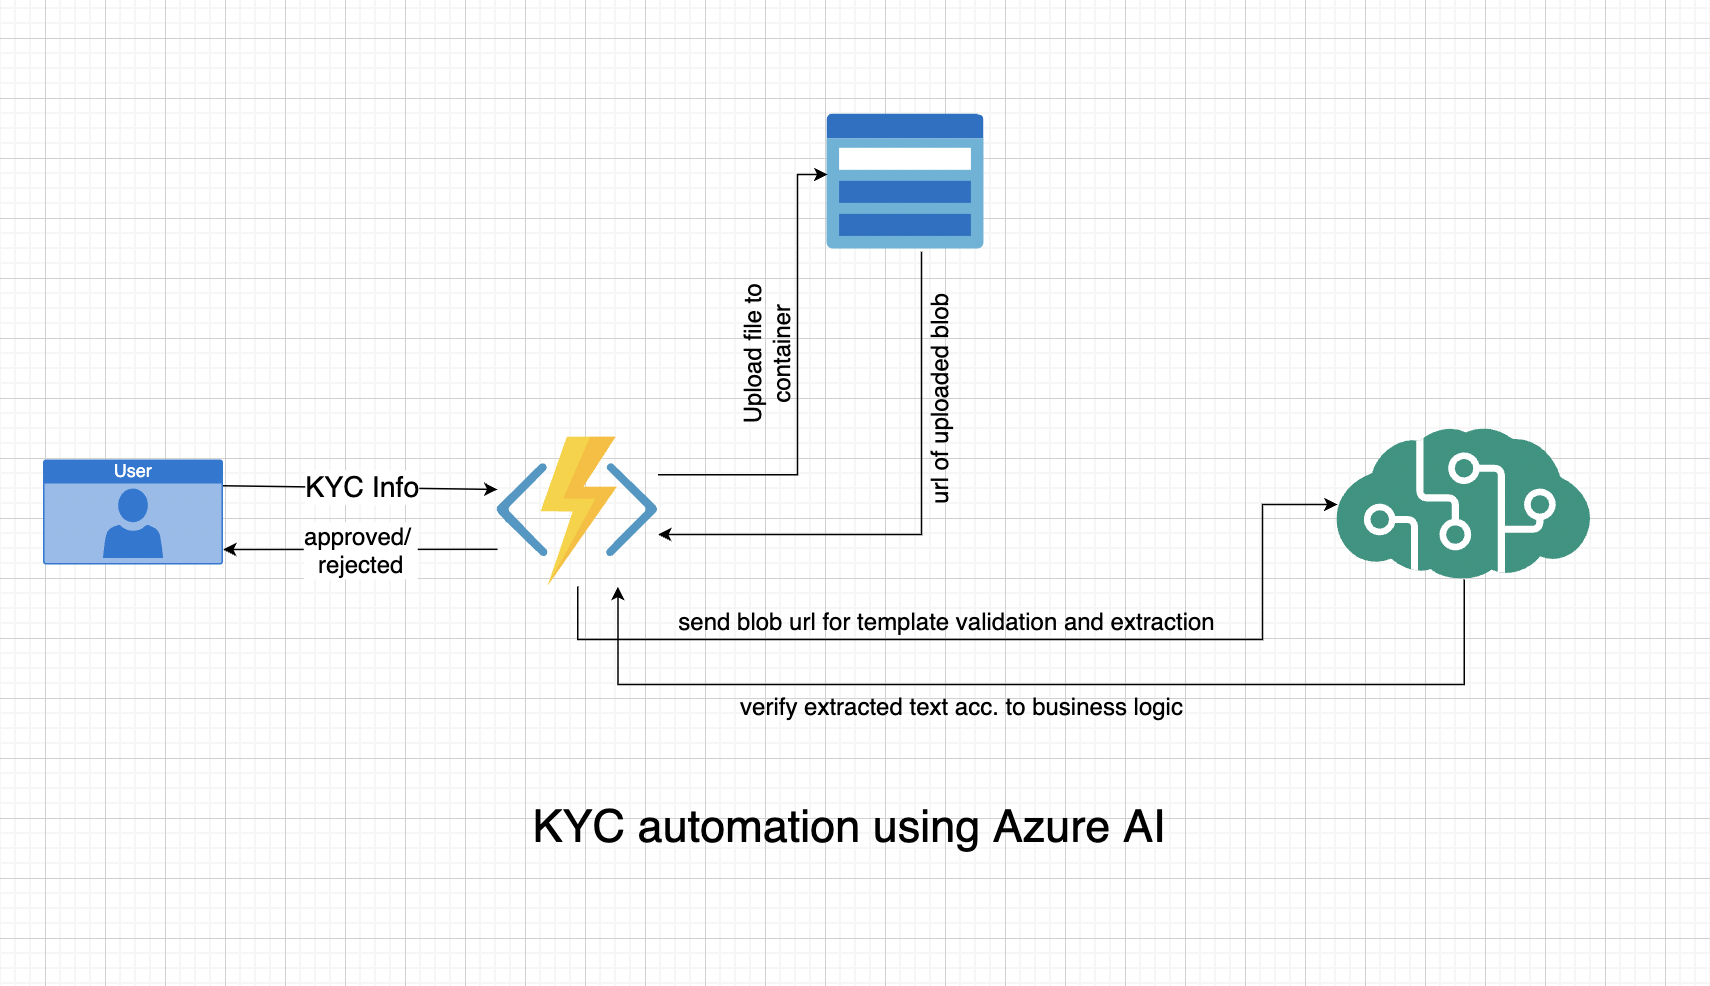 Upload file to
container
url of uploaded blob
User
KYC Info
approved/
rejected
send blob url for template validation and extraction
verify extracted text acc. to business logic
KYC automation using Azure AI